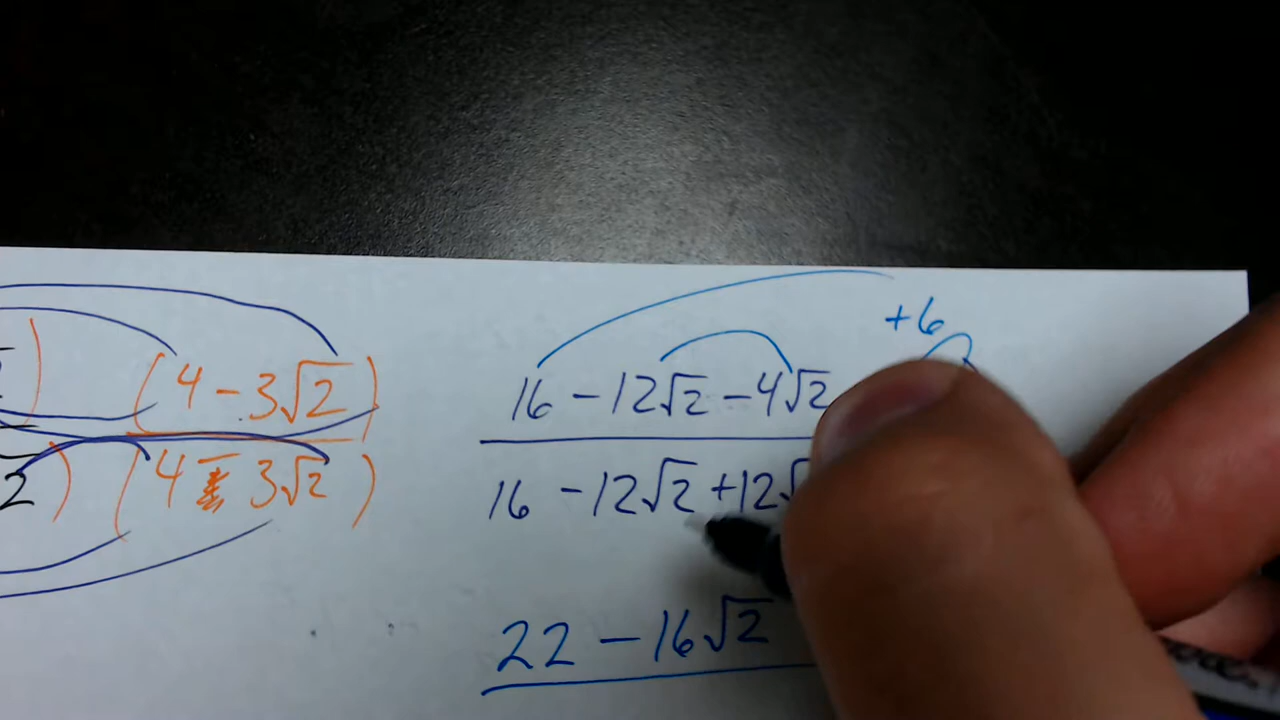 +6
) (4 - 3√2) 16 - 12√2 - 4√2
2) (4 - 3√2) 16 - 12√2 + 12√
22 - 16√2